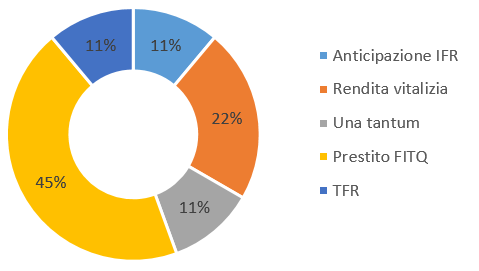 11%
11%
22%
11%
45%
Anticipazione IFR
Rendita vitalizia
Una tantum
Prestito FITQ
TFR